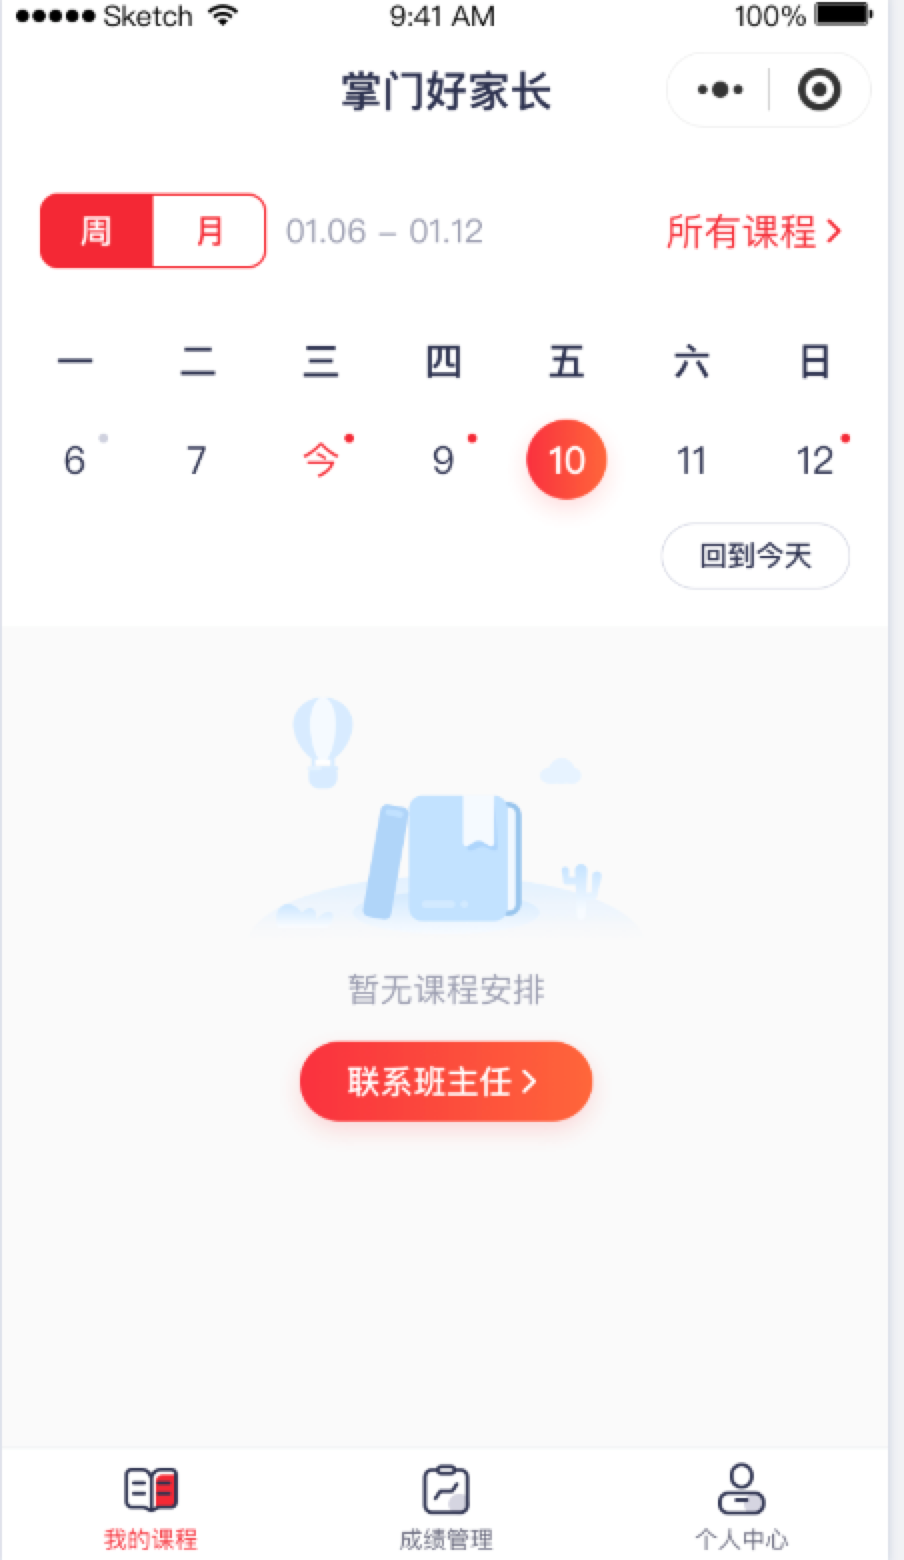 Sketch 9:41 AM 100%
掌门好家长
周 月 01.06 – 01.12 所有课程 >
一 二 三 四 五 六 日
6 7 今 9 10 11 12
回到今天
暂无课程安排
联系班主任 >
我的课程 成绩管理 个人中心